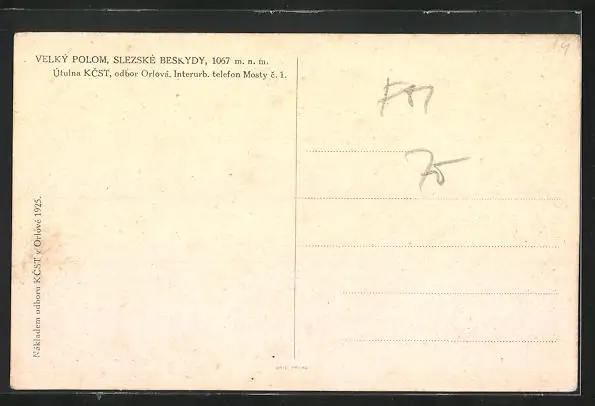 VELKÝ POLOM, SLEZSKÉ BESKYDY, 1067 m. n. m.
Útulna KČST, odbor Orlová. Interurb. telefon Mosty č. 1.
Nákladem odboru KČST v Orlové 1925.
75